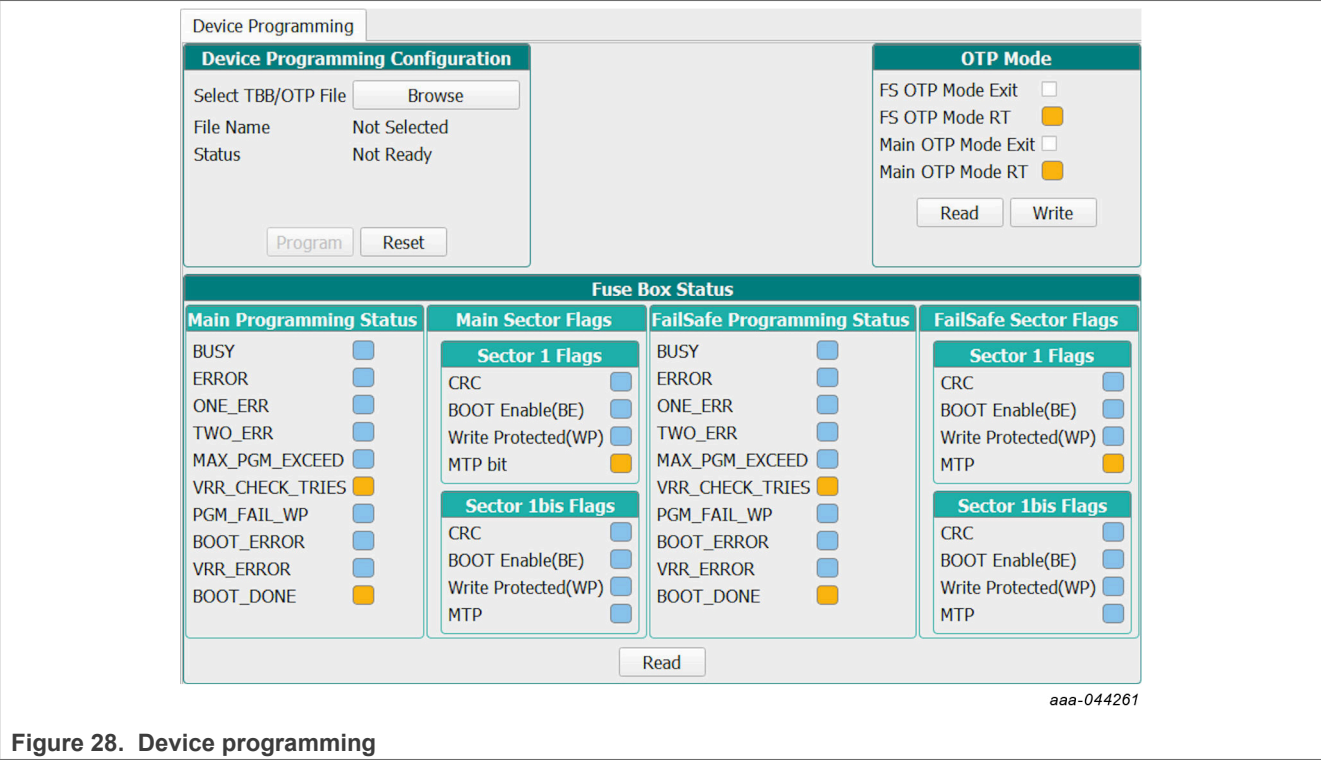 Device Programming
Device Programming Configuration
Select TBB/OTP File Browse
File Name Not Selected
Status Not Ready
Program Reset
OTP Mode
FS OTP Mode Exit
FS OTP Mode RT
Main OTP Mode Exit
Main OTP Mode RT
Read Write
Fuse Box Status
Main Programming Status
BUSY
ERROR
ONE_ERR
TWO_ERR
MAX_PGM_EXCEED
VRR_CHECK_TRIES
PGM_FAIL_WP
BOOT_ERROR
VRR_ERROR
BOOT_DONE
Main Sector Flags
Sector 1 Flags
CRC
BOOT Enable(BE)
Write Protected(WP)
MTP bit
Sector 1bis Flags
CRC
BOOT Enable(BE)
Write Protected(WP)
MTP
FailSafe Programming Status
BUSY
ERROR
ONE_ERR
TWO_ERR
MAX_PGM_EXCEED
VRR_CHECK_TRIES
PGM_FAIL_WP
BOOT_ERROR
VRR_ERROR
BOOT_DONE
FailSafe Sector Flags
Sector 1 Flags
CRC
BOOT Enable(BE)
Write Protected(WP)
MTP
Sector 1bis Flags
CRC
BOOT Enable(BE)
Write Protected(WP)
MTP
Read
aaa-044261
Figure 28. Device programming